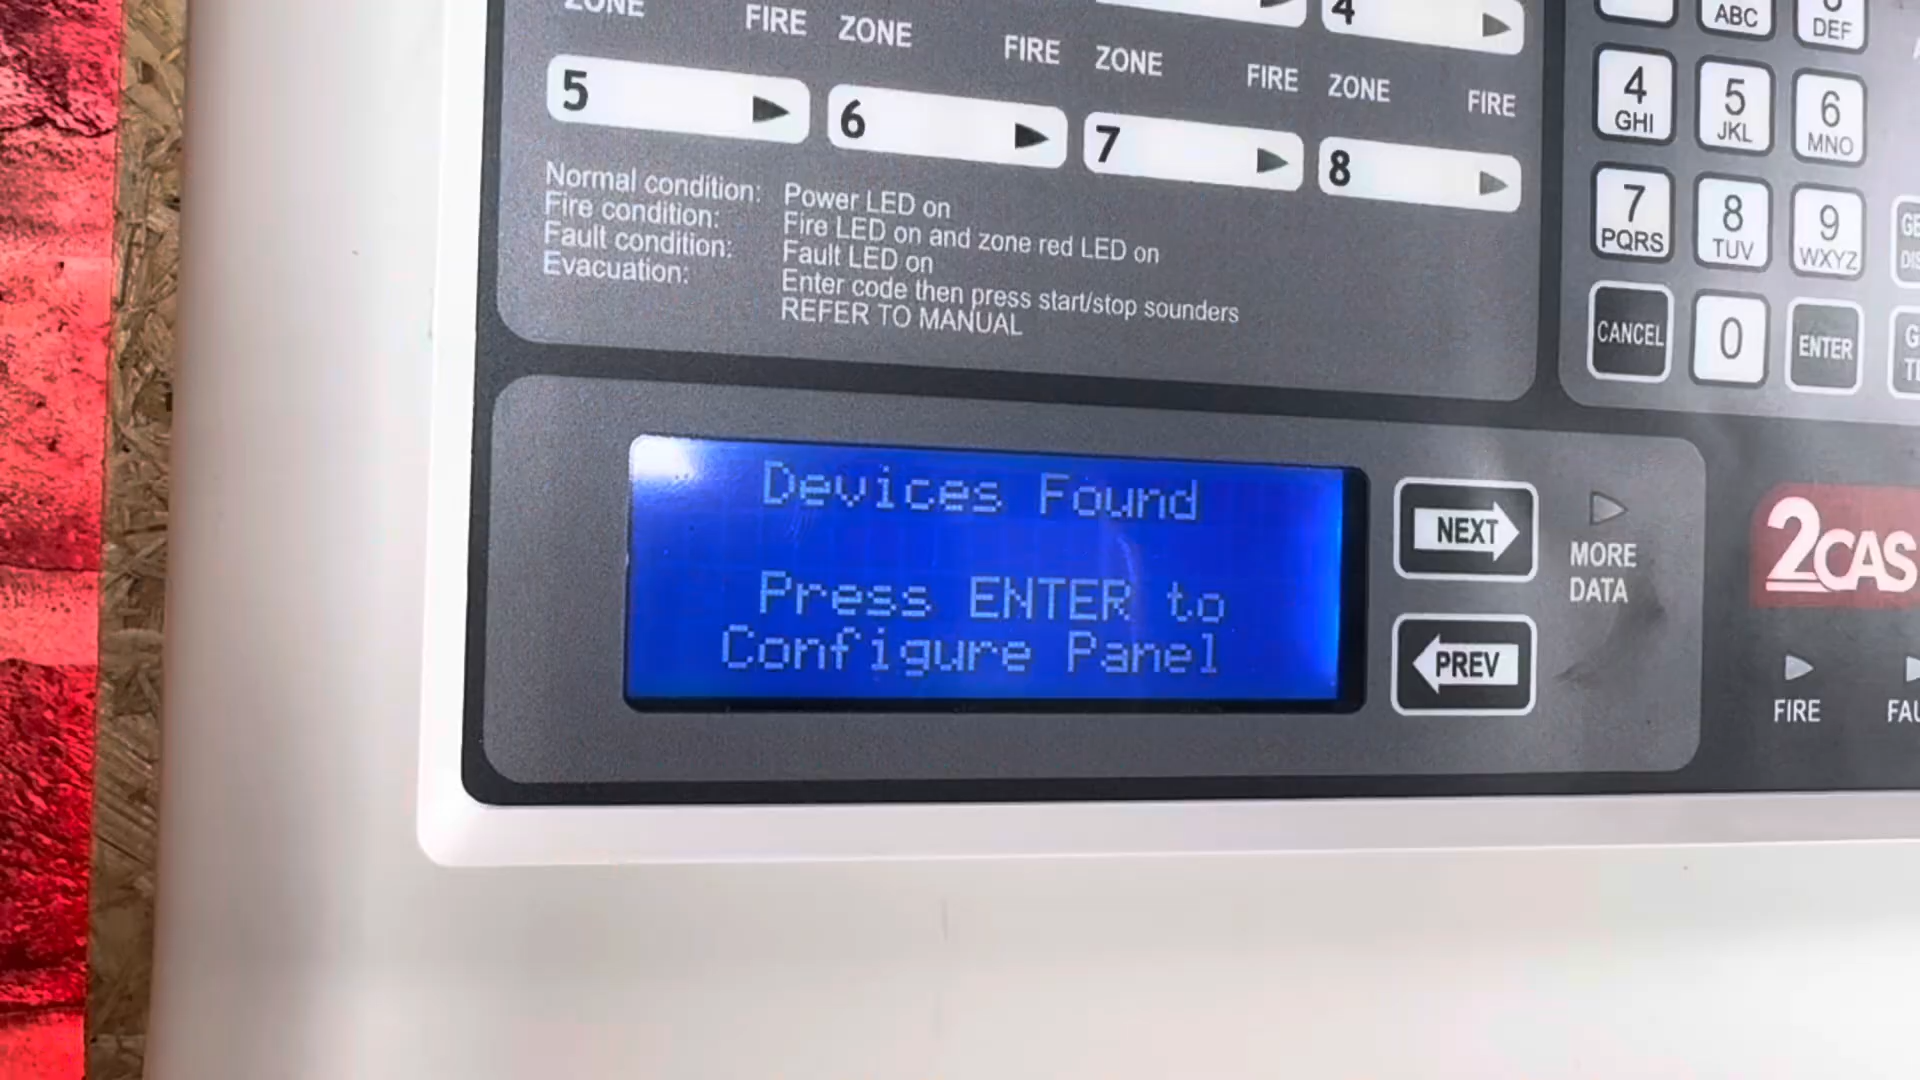 4
ZONE FIRE ZONE FIRE ZONE FIRE ZONE FIRE
5 6 7 8
Normal condition: Power LED on
Fire condition: Fire LED on and zone red LED on
Fault condition: Fault LED on
Evacuation: Enter code then press start/stop sounders
REFER TO MANUAL
ABC DEF
4 GHI 5 JKL 6 MNO
7 PQRS 8 TUV 9 WXYZ
CANCEL 0 ENTER
Devices Found
Press ENTER to
Configure Panel
NEXT
PREV
MORE
DATA
2CAS
FIRE